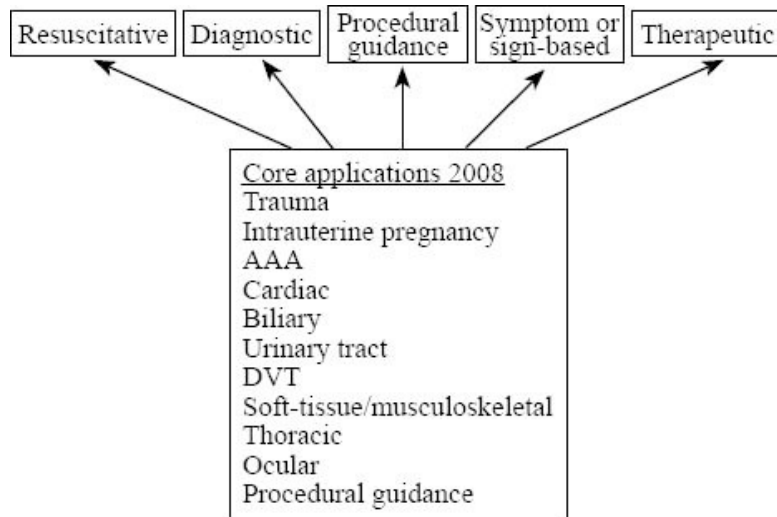 Resuscitative
Diagnostic
Procedural
guidance
Symptom or
sign-based
Therapeutic
Core applications 2008
Trauma
Intrauterine pregnancy
AAA
Cardiac
Biliary
Urinary tract
DVT
Soft-tissue/musculoskeletal
Thoracic
Ocular
Procedural guidance